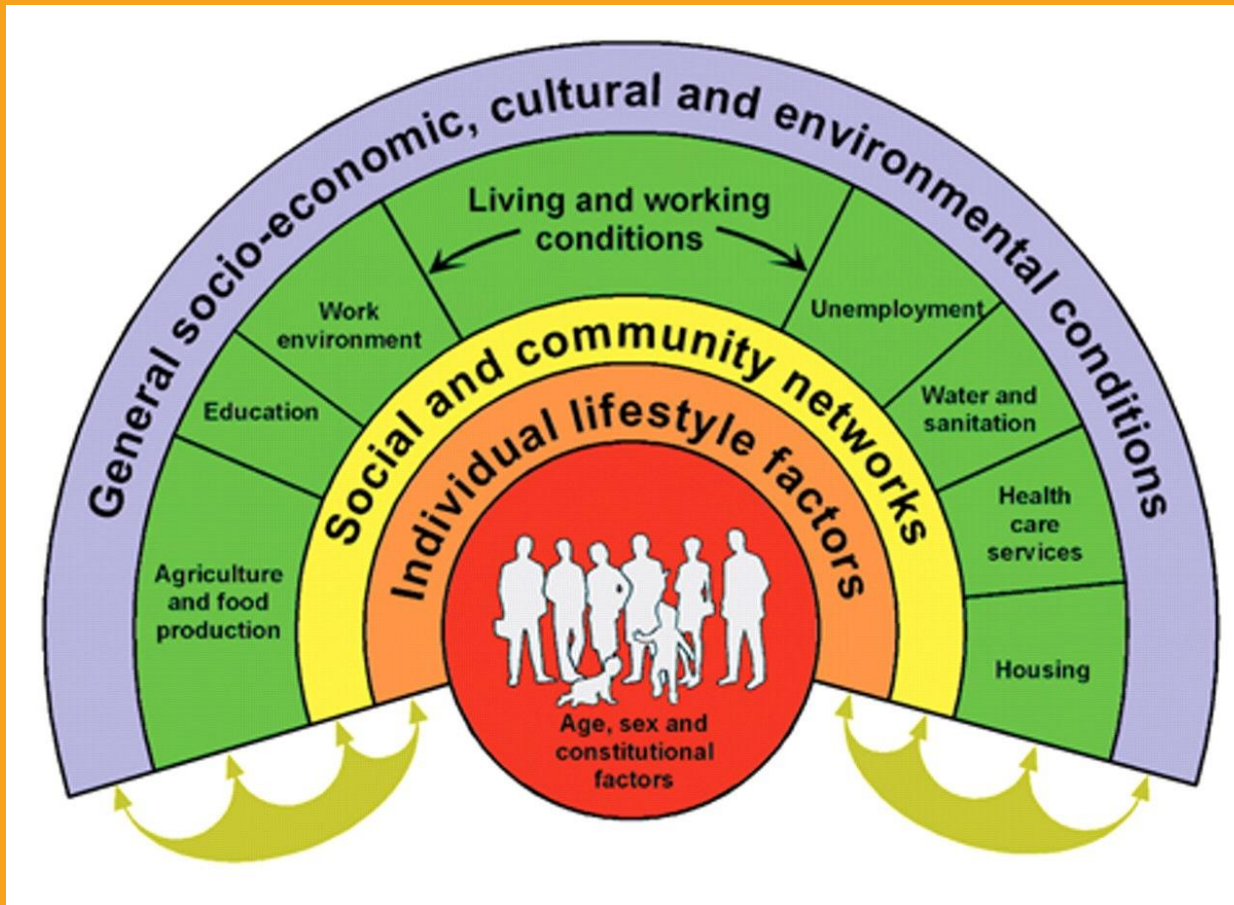 General socio-economic, cultural and environmental conditions
Living and working
conditions
Work
environment
Unemployment
Education
Water and
sanitation
Agriculture
and food
production
Health
care
services
Housing
Social and community networks
Individual lifestyle factors
Age, sex and
constitutional
factors